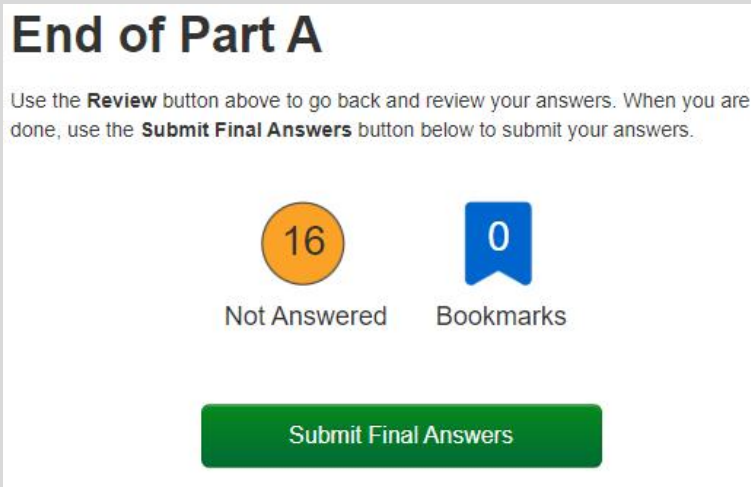 End of Part A
Use the Review button above to go back and review your answers. When you are
done, use the Submit Final Answers button below to submit your answers.
16
0
Not Answered
Bookmarks
Submit Final Answers